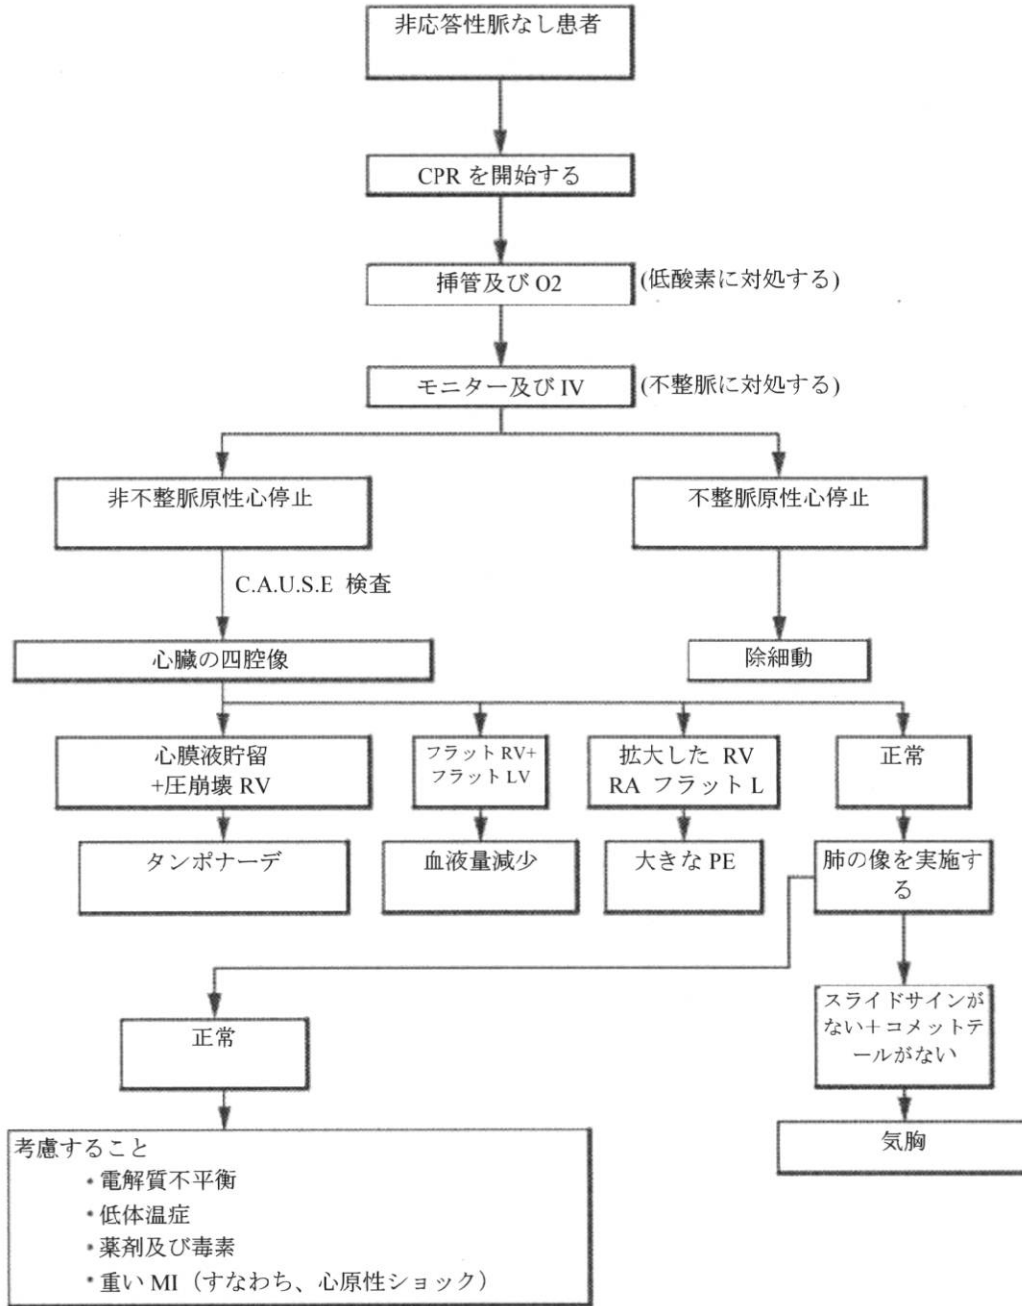 非応答性脈なし患者
CPR を開始する
挿管及び O2
(低酸素に対処する)
モニター及び IV
(不整脈に対処する)
非不整脈原性心停止
不整脈原性心停止
C.A.U.S.E 検査
心臓の四腔像
除細動
心膜液貯留
+圧崩壊 RV
フラット RV+
フラット LV
拡大した RV
RA フラット L
正常
タンポナーデ
血液量減少
大きな PE
肺の像を実施す
る
スライドサインが
ない+コメットテ
ールがない
正常
気胸
考慮すること
・電解質不平衡
・低体温症
・薬剤及び毒素
・重い MI（すなわち、心原性ショック）